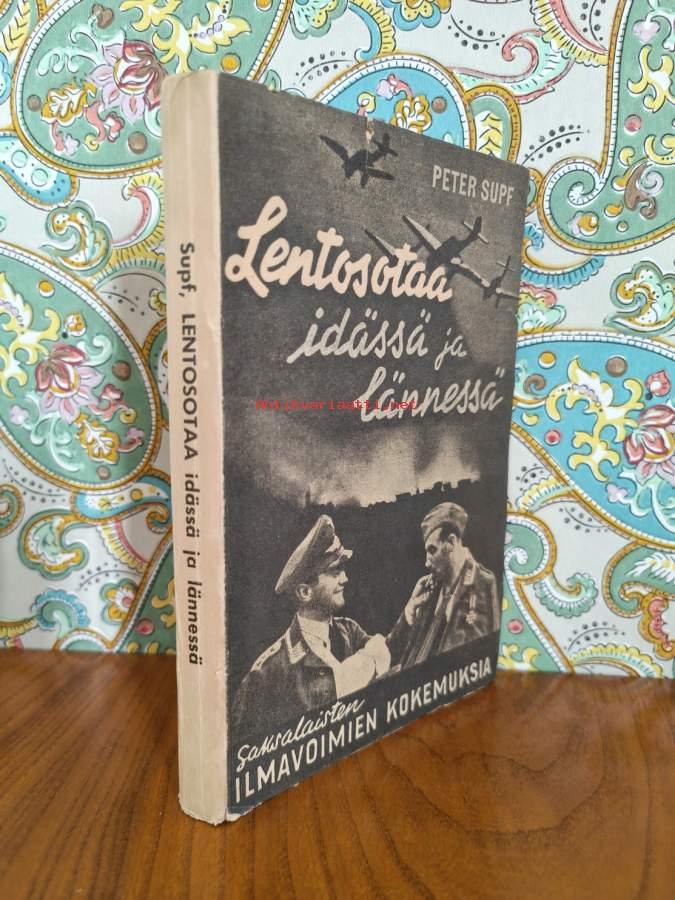 PETER SUPF
Lentosotaa
idässä ja
lännessä
Antikvariaatti.net
saksalaisten
ILMAVOIMIEN KOKEMUKSIA
Supf, LENTOSOTAA idässä ja lännessä